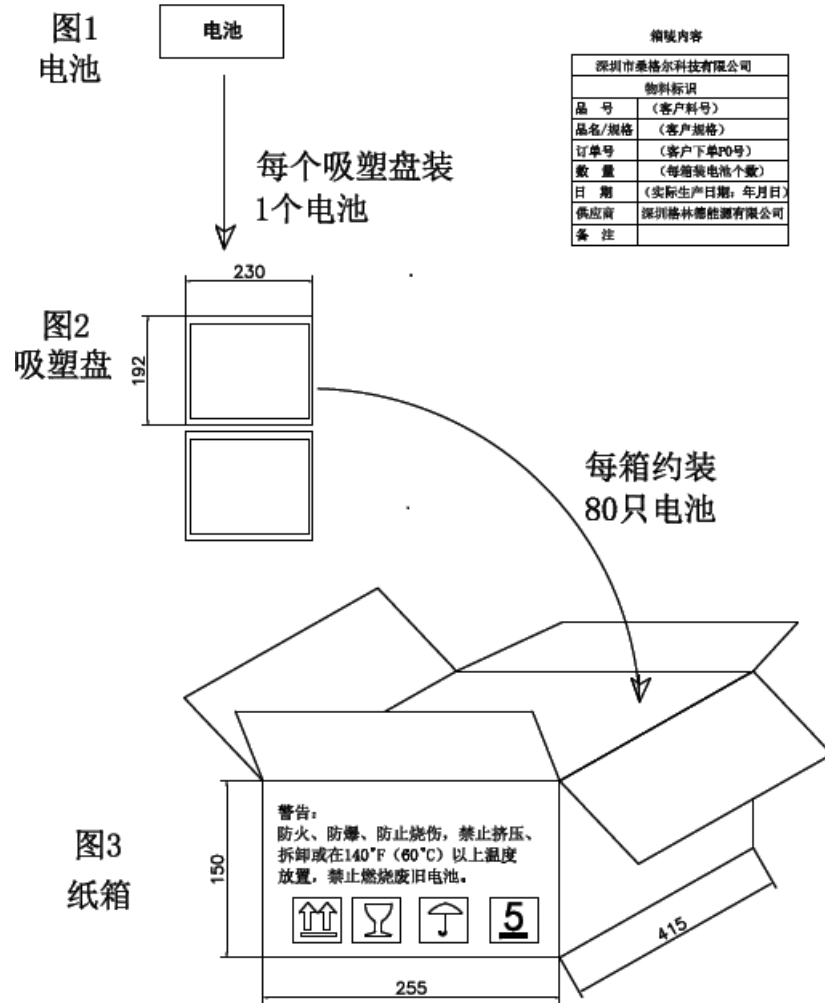 图1
电池
电池
每个吸塑盘装
1个电池
箱唛内容
深圳市桑格尔科技有限公司
物料标识
品 号 （客户料号）
品名/规格 （客户规格）
订单号 （客户下单PO号）
数 量 （每箱装电池个数）
日 期 （实际生产日期：年月日）
供应商 深圳格林德能源有限公司
备 注
图2
吸塑盘
230
192
每箱约装
80只电池
图3
纸箱
警告：
防火、防爆、防止烧伤，禁止挤压、
拆卸或在140°F（60°C）以上温度
放置，禁止燃烧废旧电池。
5
150
255
415